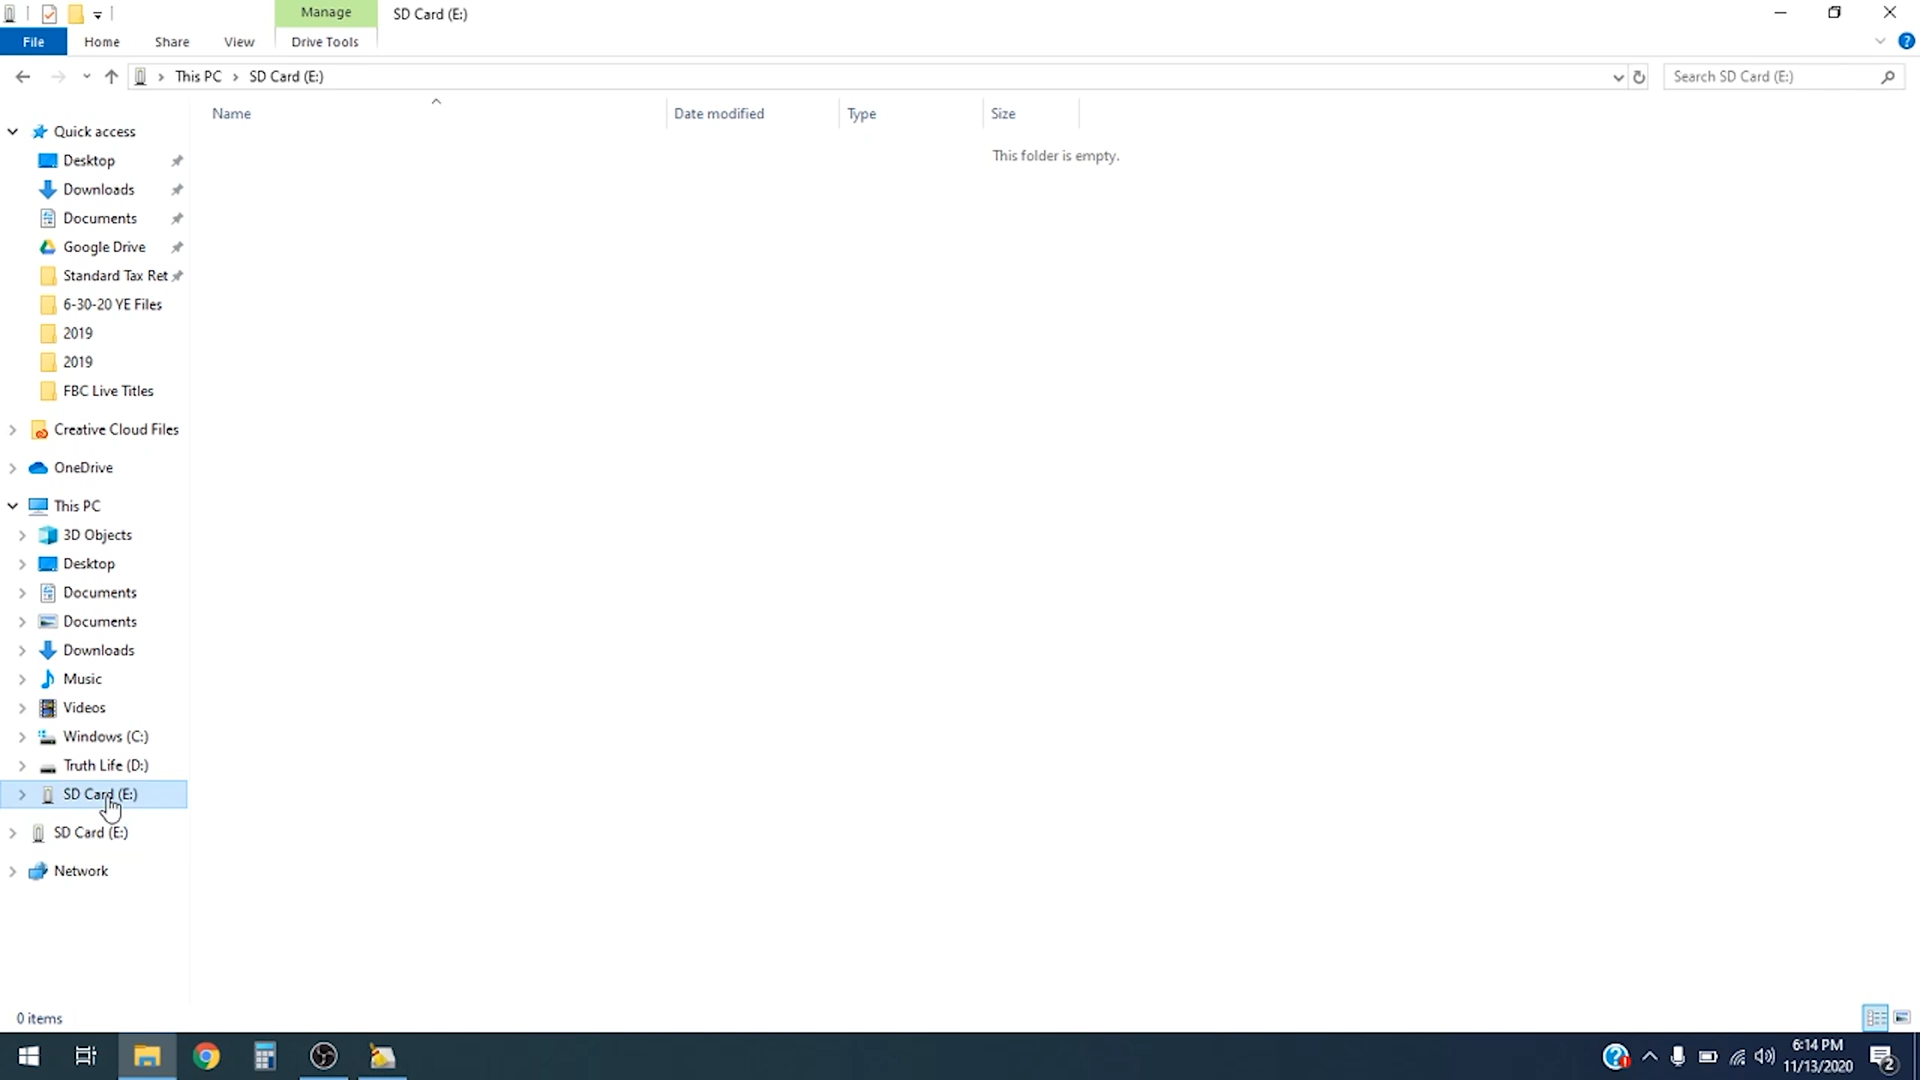 Manage
SD Card (E:)
File
Home
Share
View
Drive Tools
This PC
SD Card (E:)
Search SD Card (E:)
Name
Date modified
Type
Size
This folder is empty.
Quick access
Desktop
Downloads
Documents
Google Drive
Standard Tax Ret
6-30-20 YE Files
2019
2019
FBC Live Titles
Creative Cloud Files
OneDrive
This PC
3D Objects
Desktop
Documents
Documents
Downloads
Music
Videos
Windows (C:)
Truth Life (D:)
SD Card (E:)
SD Card (E:)
Network
0 items
6:14 PM
11/13/2020
2